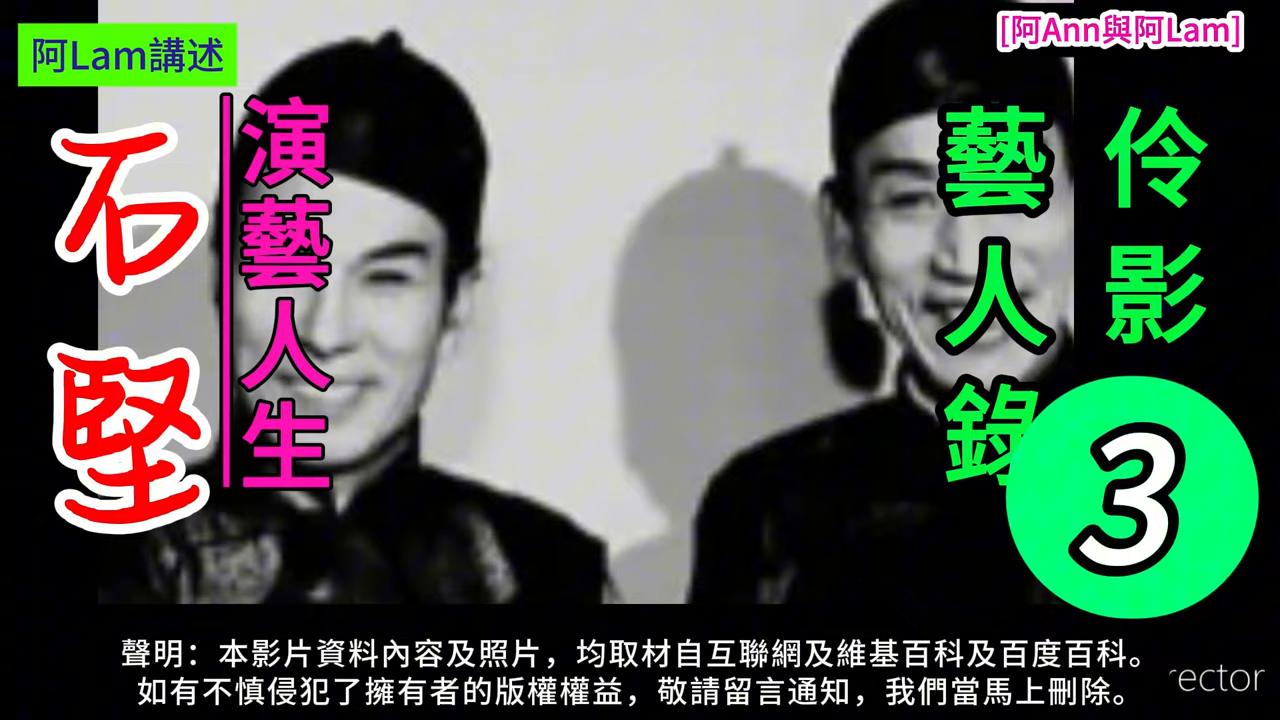 阿Lam講述
[阿Ann與阿Lam]
石堅
演藝人生
伶影
藝人錄
3
聲明：本影片資料內容及照片，均取材自互聯網及維基百科及百度百科。
如有不慎侵犯了擁有者的版權權益，敬請留言通知，我們當馬上刪除。
rector